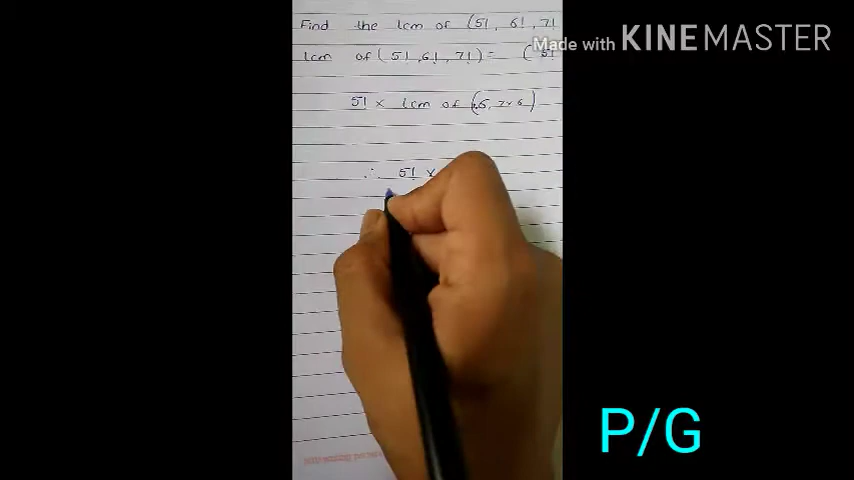 Find the lcm of (5!, 6!, 7!
lcm of (5!, 6!, 7!) = (5!
Made with KINEMASTER
5! × lcm of (6, 7×6)
∴ 5! ×
P/G